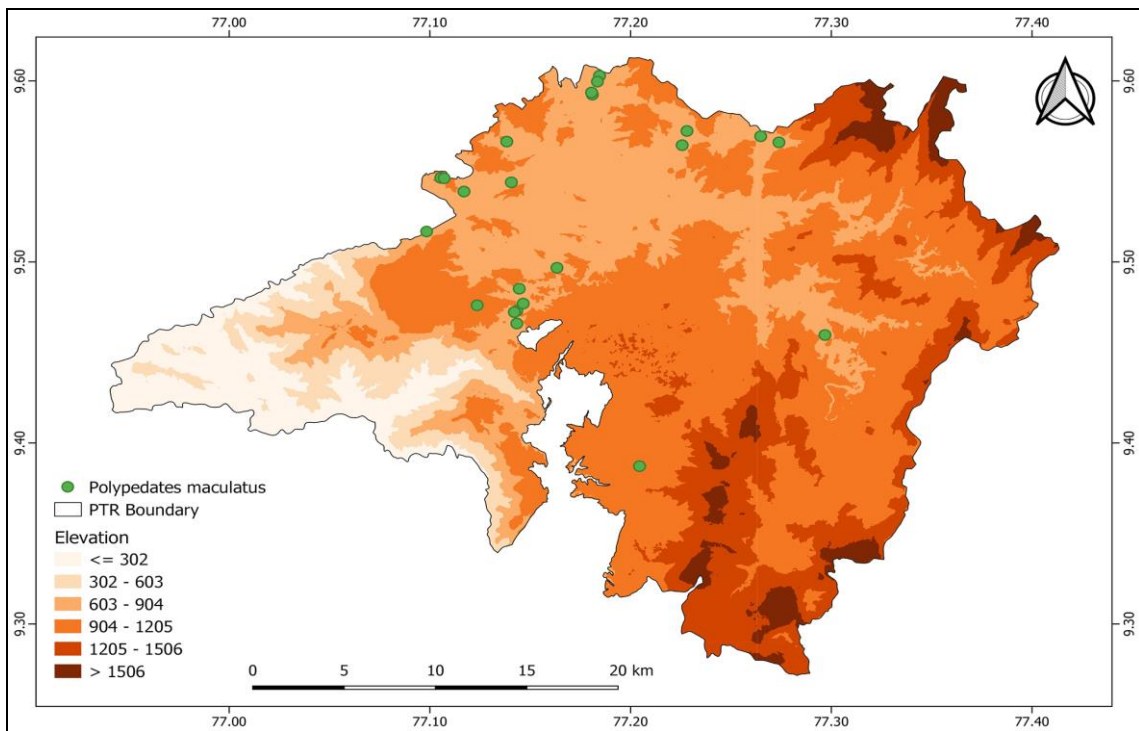 77.00 77.10 77.20 77.30 77.40
9.60 9.60
9.50 9.50
9.40 9.40
9.30 9.30
Polypedates maculatus
PTR Boundary
Elevation
<= 302
302 - 603
603 - 904
904 - 1205
1205 - 1506
> 1506
0 5 10 15 20 km
77.00 77.10 77.20 77.30 77.40